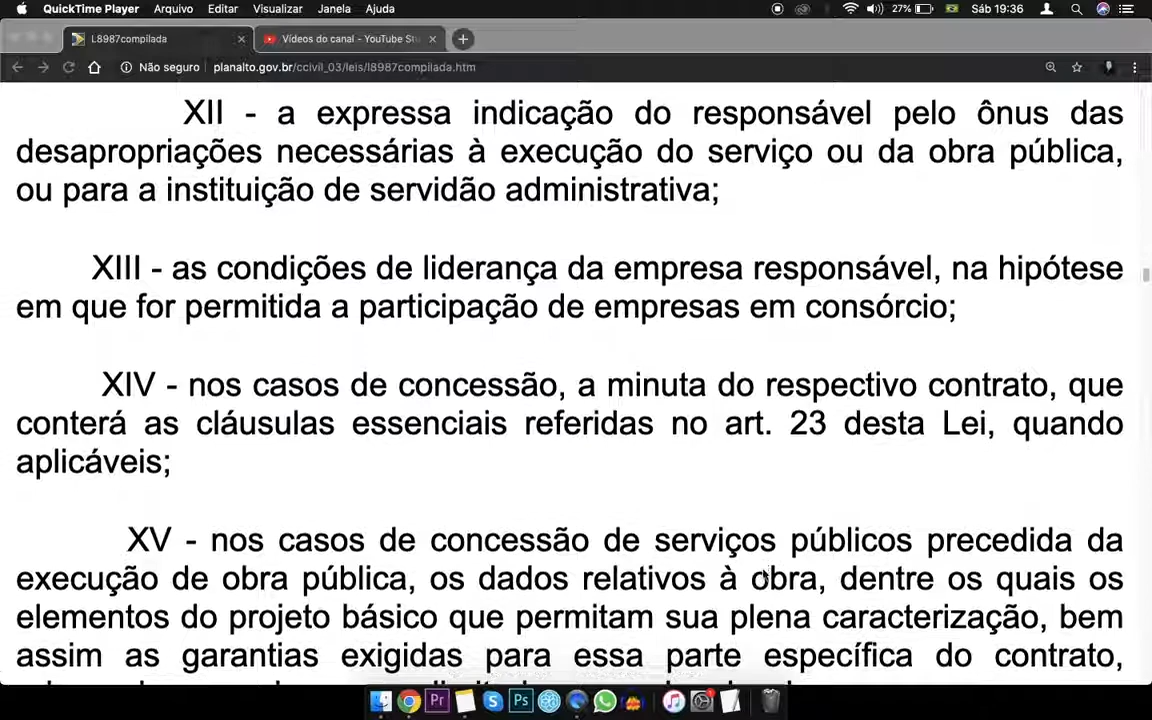 QuickTime Player Arquivo Editar Visualizar Janela Ajuda 27% Sáb 19:36
L8987compilada Vídeos do canal - YouTube St
Não seguro planalto.gov.br/ccivil_03/leis/l8987compilada.htm
XII - a expressa indicação do responsável pelo ônus das
desapropriações necessárias à execução do serviço ou da obra pública,
ou para a instituição de servidão administrativa;
XIII - as condições de liderança da empresa responsável, na hipótese
em que for permitida a participação de empresas em consórcio;
XIV - nos casos de concessão, a minuta do respectivo contrato, que
conterá as cláusulas essenciais referidas no art. 23 desta Lei, quando
aplicáveis;
XV - nos casos de concessão de serviços públicos precedida da
execução de obra pública, os dados relativos à obra, dentre os quais os
elementos do projeto básico que permitam sua plena caracterização, bem
assim as garantias exigidas para essa parte específica do contrato,
Pr Ps